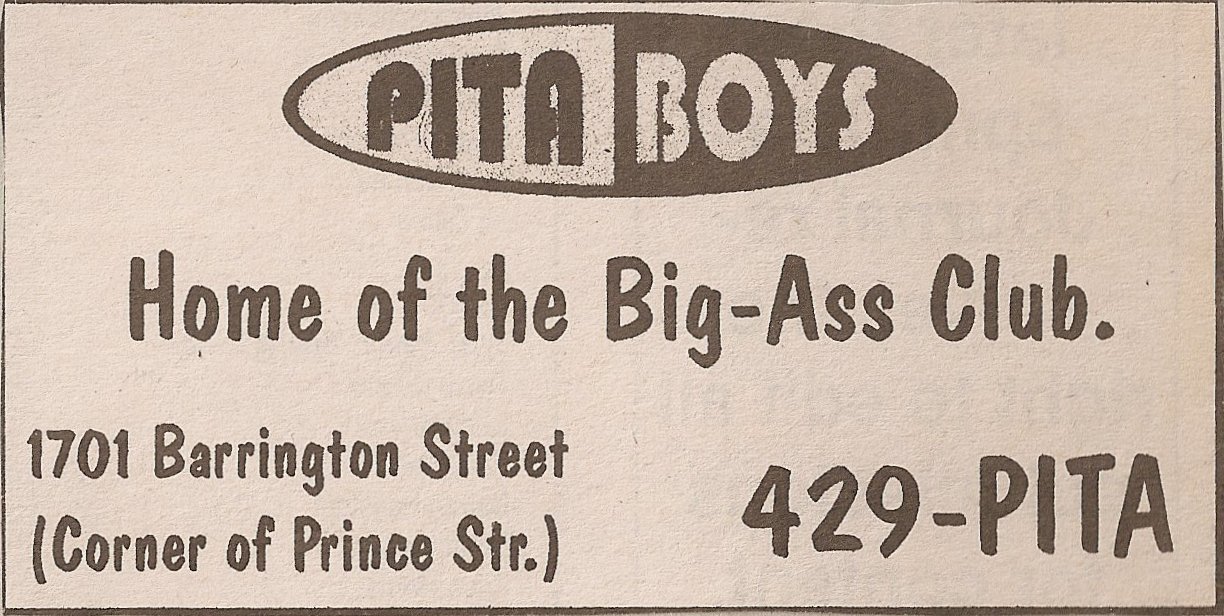 PITA BOYS
Home of the Big-Ass Club.
1701 Barrington Street
(Corner of Prince Str.)
429-PITA